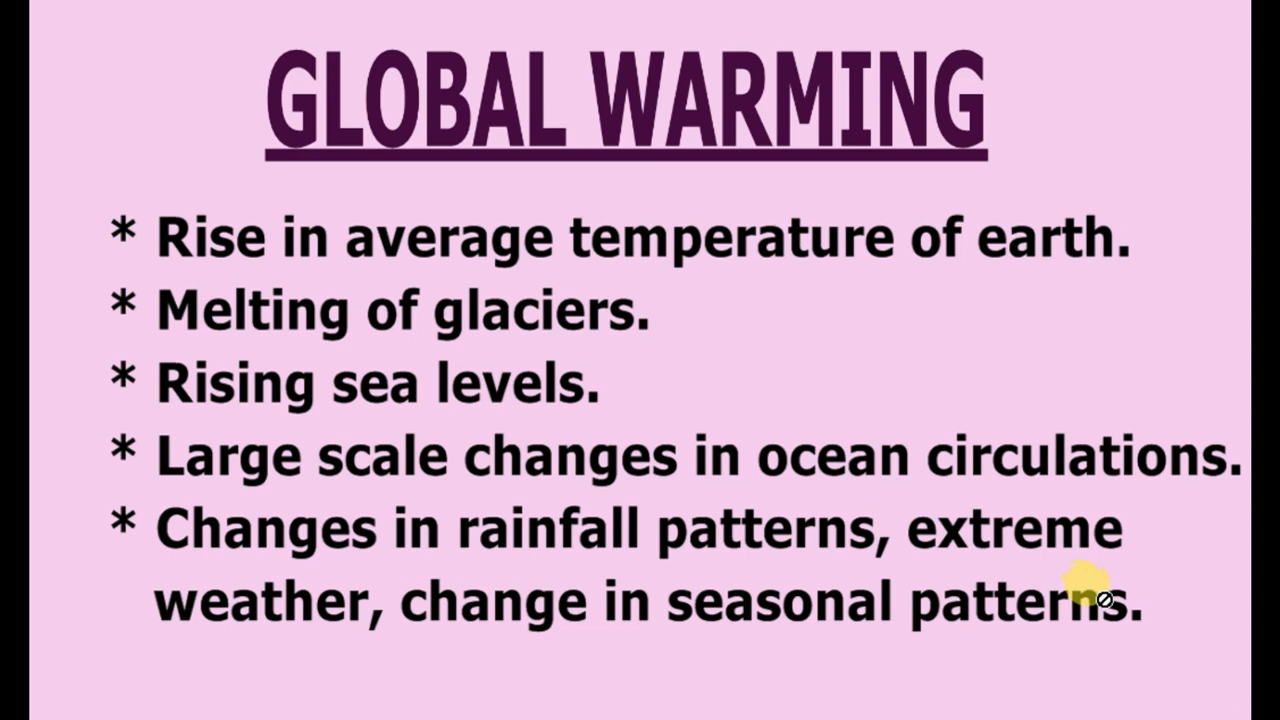 GLOBAL WARMING
* Rise in average temperature of earth.
* Melting of glaciers.
* Rising sea levels.
* Large scale changes in ocean circulations.
* Changes in rainfall patterns, extreme
weather, change in seasonal patterns.